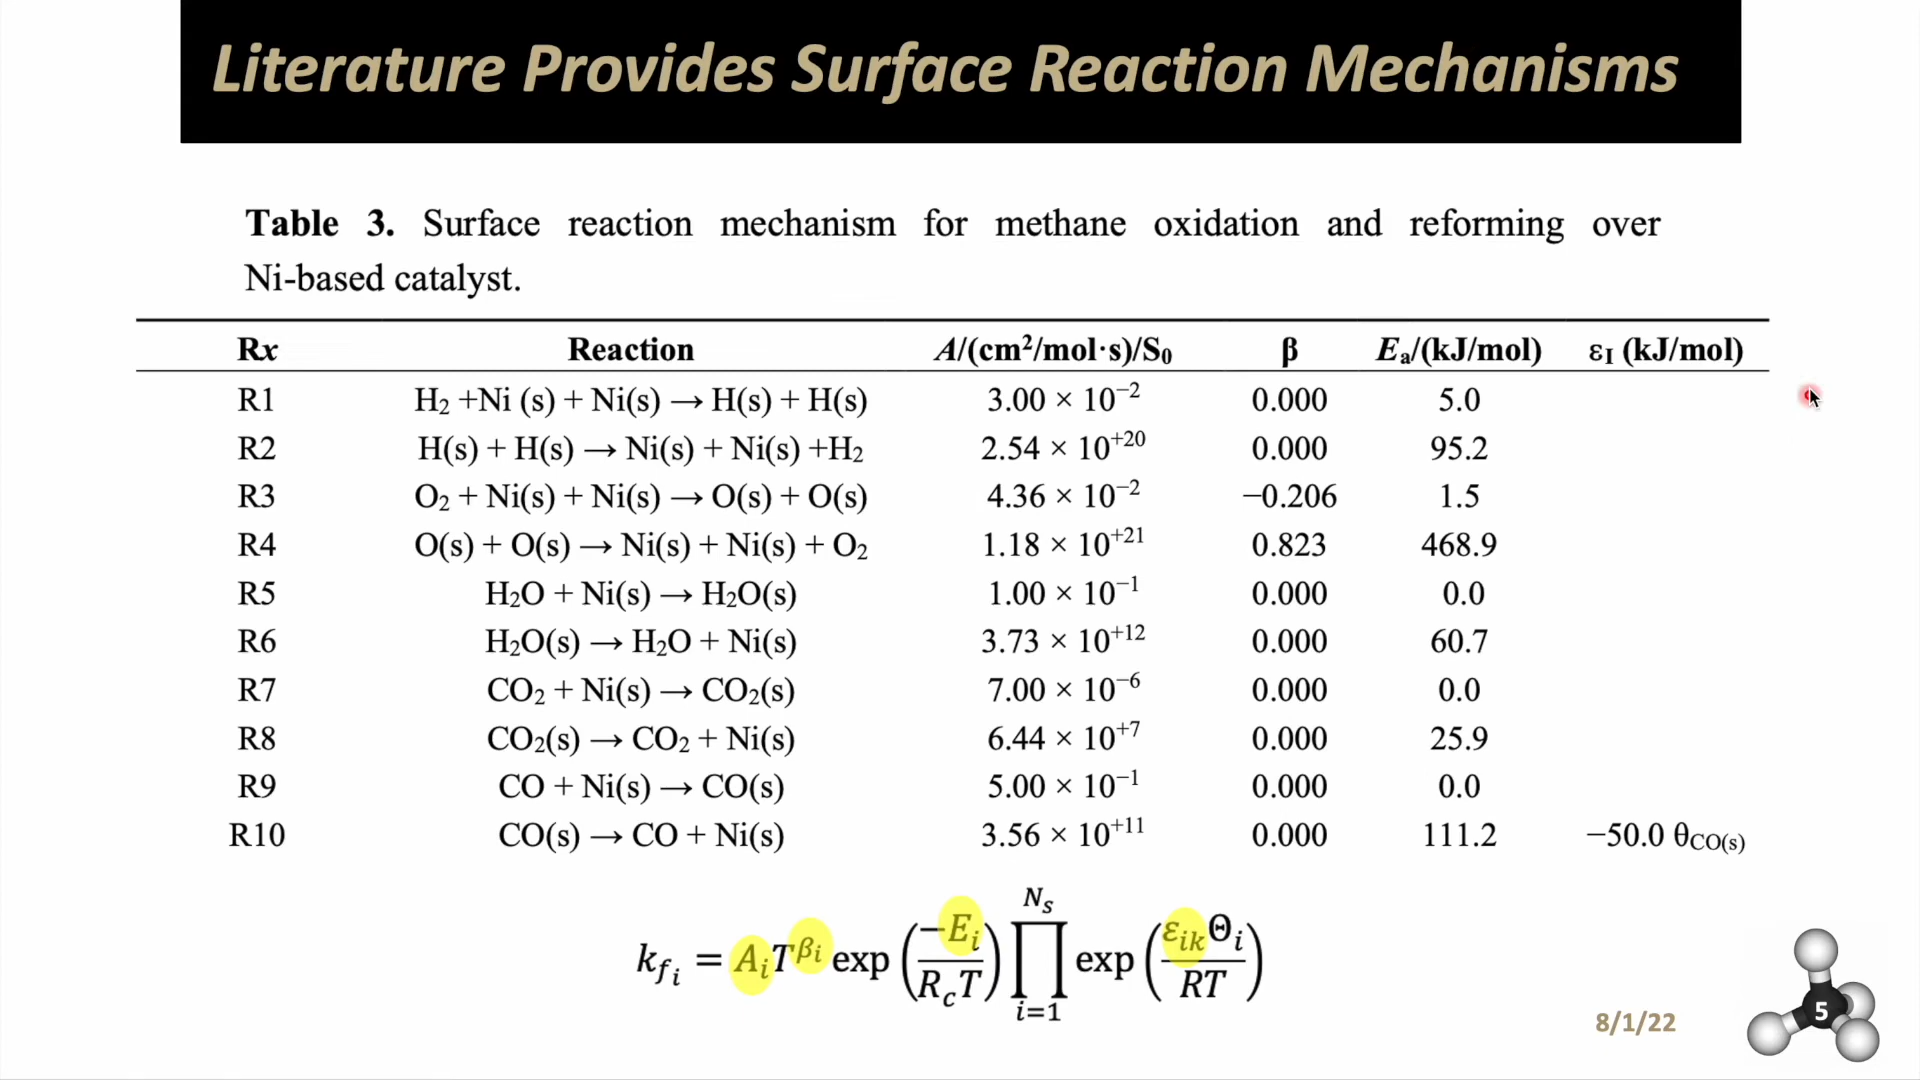 Literature Provides Surface Reaction Mechanisms
Table 3. Surface reaction mechanism for methane oxidation and reforming over
Ni-based catalyst.
Rx Reaction A/(cm²/mol·s)/S₀ β Eₐ/(kJ/mol) εI (kJ/mol)
R1 H₂ +Ni (s) + Ni(s) → H(s) + H(s) 3.00 × 10⁻² 0.000 5.0
R2 H(s) + H(s) → Ni(s) + Ni(s) +H₂ 2.54 × 10⁺²⁰ 0.000 95.2
R3 O₂ + Ni(s) + Ni(s) → O(s) + O(s) 4.36 × 10⁻² −0.206 1.5
R4 O(s) + O(s) → Ni(s) + Ni(s) + O₂ 1.18 × 10⁺²¹ 0.823 468.9
R5 H₂O + Ni(s) → H₂O(s) 1.00 × 10⁻¹ 0.000 0.0
R6 H₂O(s) → H₂O + Ni(s) 3.73 × 10⁺¹² 0.000 60.7
R7 CO₂ + Ni(s) → CO₂(s) 7.00 × 10⁻⁶ 0.000 0.0
R8 CO₂(s) → CO₂ + Ni(s) 6.44 × 10⁺⁷ 0.000 25.9
R9 CO + Ni(s) → CO(s) 5.00 × 10⁻¹ 0.000 0.0
R10 CO(s) → CO + Ni(s) 3.56 × 10⁺¹¹ 0.000 111.2 −50.0 θCO(s)
k_{f_i} = A_i T^{β_i} exp(−E_i / R_c T) ∏_{i=1}^{N_s} exp(ε_{ik}Θ_i / RT)
8/1/22
5